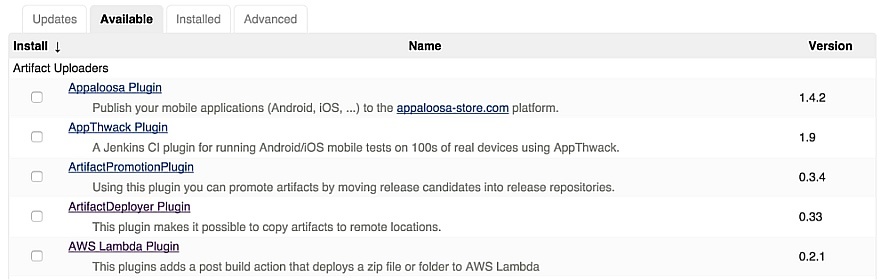 Updates Available Installed Advanced
Install ↓ Name Version
Artifact Uploaders
Appaloosa Plugin
Publish your mobile applications (Android, iOS, ...) to the appaloosa-store.com platform.
1.4.2
AppThwack Plugin
A Jenkins CI plugin for running Android/iOS mobile tests on 100s of real devices using AppThwack.
1.9
ArtifactPromotionPlugin
Using this plugin you can promote artifacts by moving release candidates into release repositories.
0.3.4
ArtifactDeployer Plugin
This plugin makes it possible to copy artifacts to remote locations.
0.33
AWS Lambda Plugin
This plugins adds a post build action that deploys a zip file or folder to AWS Lambda
0.2.1